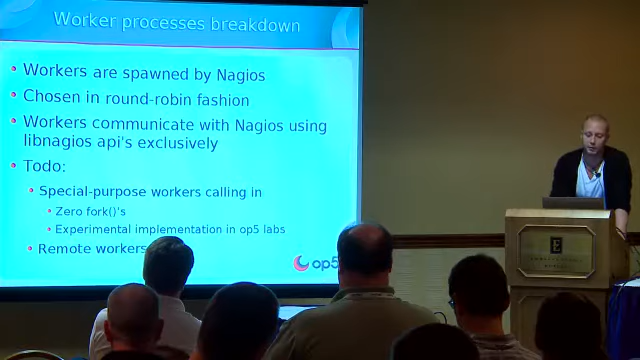 Worker processes breakdown
Workers are spawned by Nagios
Chosen in round-robin fashion
Workers communicate with Nagios using
libnagios api's exclusively
Todo:
Special-purpose workers calling in
Zero fork()'s
Experimental implementation in op5 labs
Remote workers
op5
E